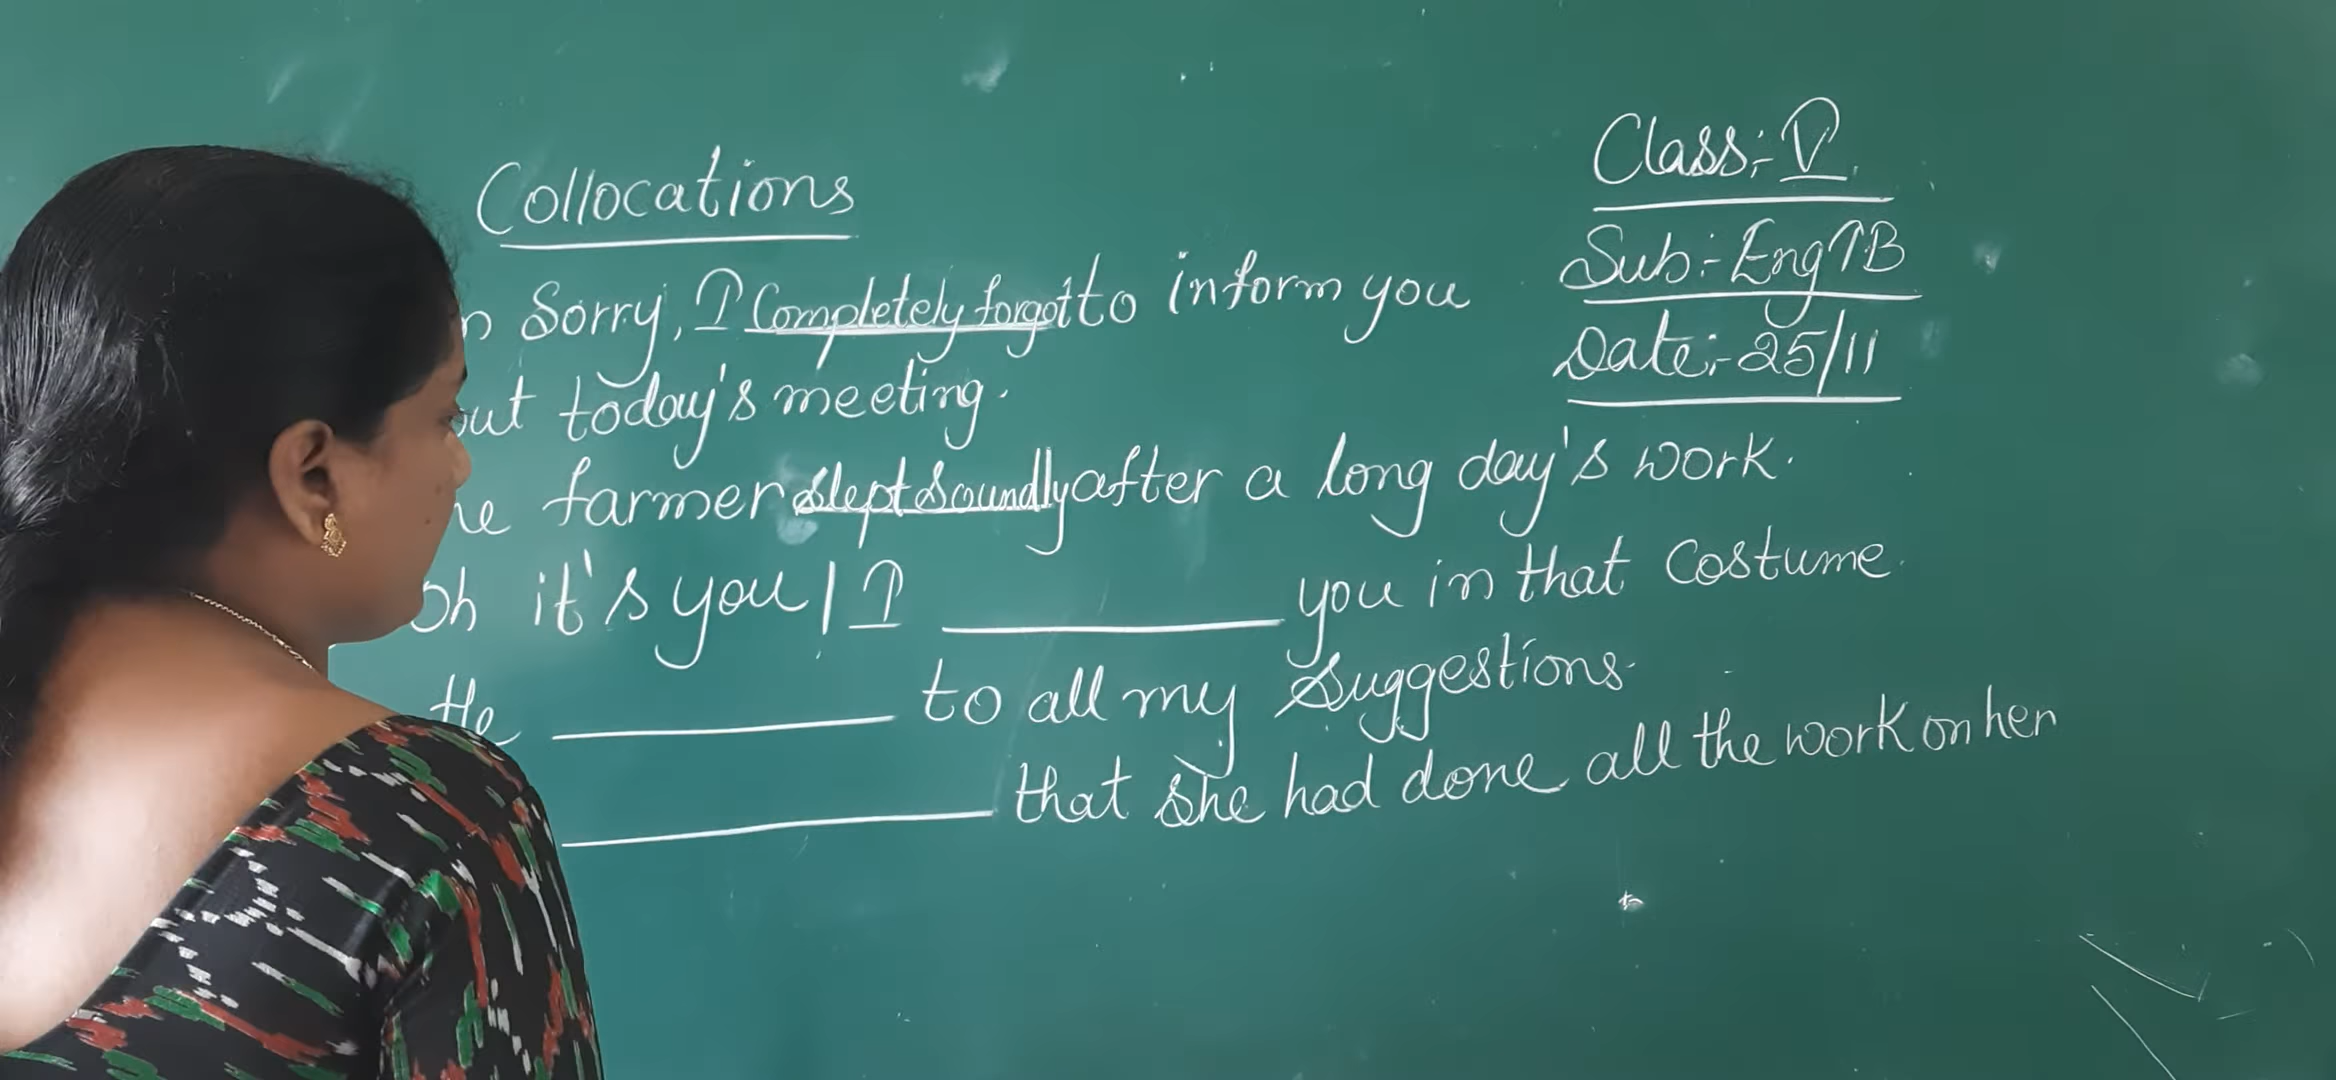 Collocations
Class:- V
Sub:- Eng TB
Date:- 25/11
Sorry, I Completely forgot to inform you
today's meeting.
farmer slept soundly after a long day's work.
Oh it's you! I ________ you in that Costume.
He ________ to all my Suggestions.
________ that she had done all the work on her